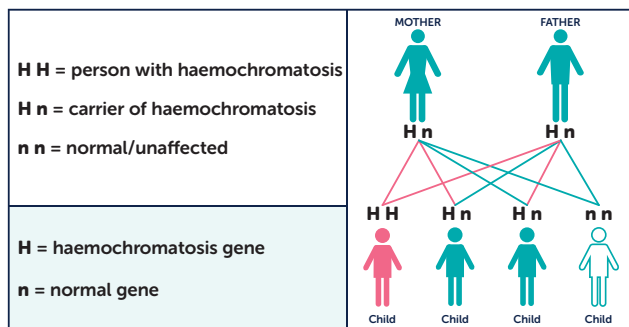 H H = person with haemochromatosis
H n = carrier of haemochromatosis
n n = normal/unaffected
H = haemochromatosis gene
n = normal gene
MOTHER FATHER
H n H n
H H H n H n n n
Child Child Child Child